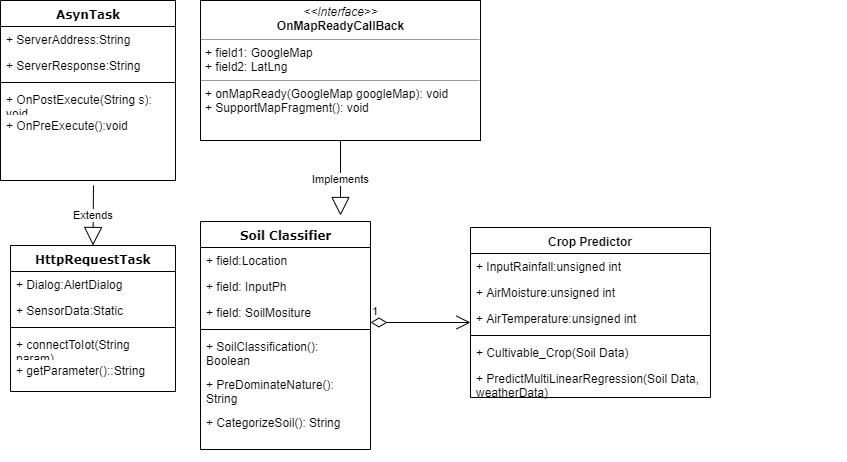 AsynTask
+ ServerAddress:String
+ ServerResponse:String
+ OnPostExecute(String s):
void
+ OnPreExecute():void
<<Interface>>
OnMapReadyCallBack
+ field1: GoogleMap
+ field2: LatLng
+ onMapReady(GoogleMap googleMap): void
+ SupportMapFragment(): void
Extends
Implements
HttpRequestTask
+ Dialog:AlertDialog
+ SensorData:Static
+ connectToIot(String
param)
+ getParameter()::String
Soil Classifier
+ field:Location
+ field: InputPh
+ field: SoilMositure
+ SoilClassification():
Boolean
+ PreDominateNature():
String
+ CategorizeSoil(): String
1
Crop Predictor
+ InputRainfall:unsigned int
+ AirMoisture:unsigned int
+ AirTemperature:unsigned int
+ Cultivable_Crop(Soil Data)
+ PredictMultiLinearRegression(Soil Data,
weatherData)